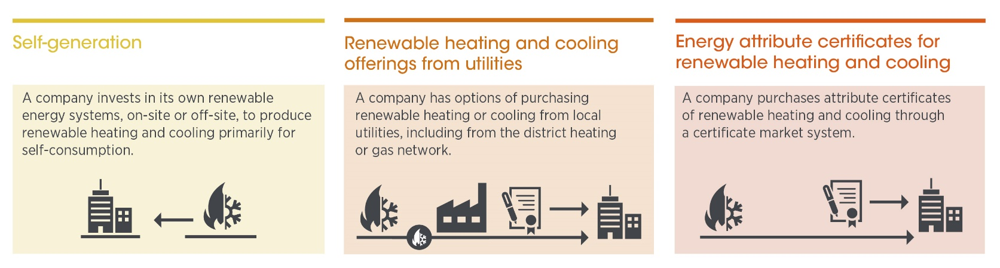 Self-generation
A company invests in its own renewable
energy systems, on-site or off-site, to produce
renewable heating and cooling primarily for
self-consumption.
Renewable heating and cooling
offerings from utilities
A company has options of purchasing
renewable heating or cooling from local
utilities, including from the district heating
or gas network.
Energy attribute certificates for
renewable heating and cooling
A company purchases attribute certificates
of renewable heating and cooling through
a certificate market system.